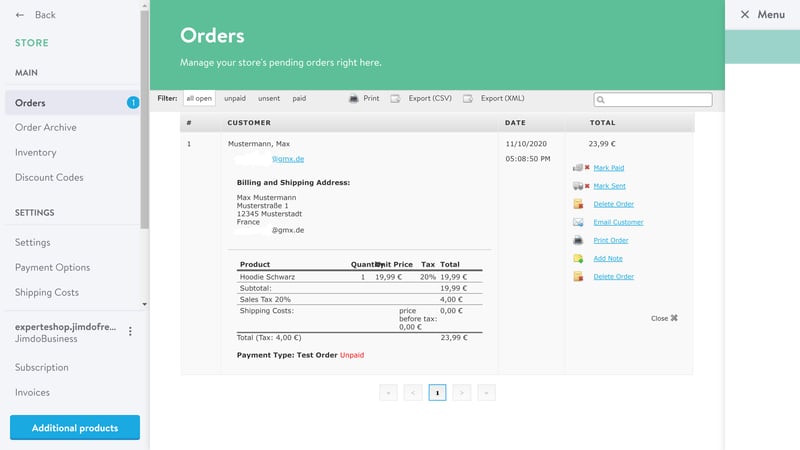 ← Back
STORE
MAIN
Orders 1
Order Archive
Inventory
Discount Codes
SETTINGS
Settings
Payment Options
Shipping Costs
experteshop.jimdofre...
JimdoBusiness
Subscription
Invoices
Additional products
Orders
Manage your store's pending orders right here.
Filter: all open unpaid unsent paid Print Export (CSV) Export (XML)
# CUSTOMER DATE TOTAL
1 Mustermann, Max 11/10/2020 23,99 €
@gmx.de 05:08:50 PM
Billing and Shipping Address:
Max Mustermann
Musterstraße 1
12345 Musterstadt
France
@gmx.de
Product Quantity Unit Price Tax Total
Hoodie Schwarz 1 19,99 € 20% 19,99 €
Subtotal: 19,99 €
Sales Tax 20% 4,00 €
Shipping Costs: price before tax: 0,00 € 0,00 €
Total (Tax: 4,00 €) 23,99 €
Payment Type: Test Order Unpaid
Mark Paid
Mark Sent
Delete Order
Email Customer
Print Order
Add Note
Delete Order
Close ✖
« < 1 > »
✕ Menu